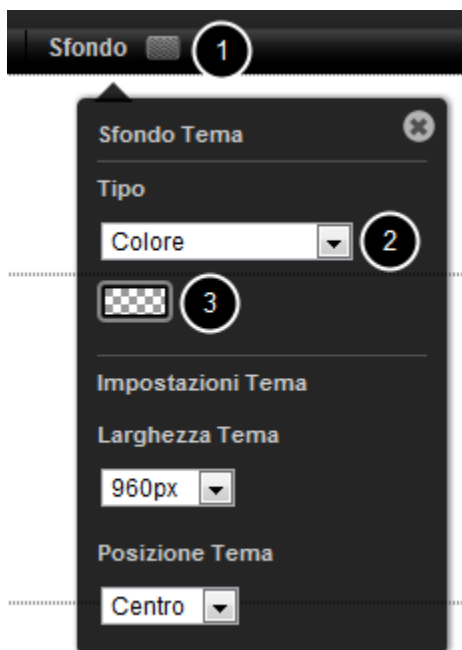 Sfondo 1
Sfondo Tema
Tipo
Colore 2
3
Impostazioni Tema
Larghezza Tema
960px
Posizione Tema
Centro